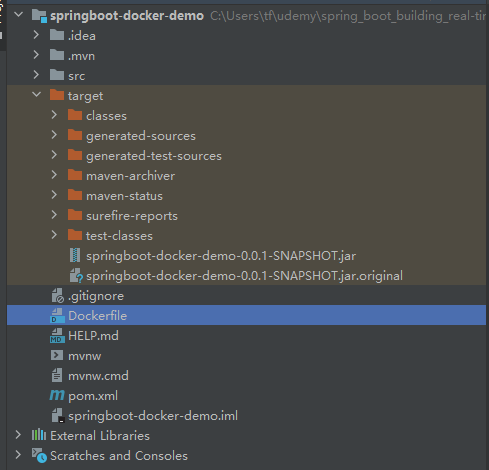 springboot-docker-demo C:\Users\tf\udemy\spring_boot_building_real-tir
.idea
.mvn
src
target
classes
generated-sources
generated-test-sources
maven-archiver
maven-status
surefire-reports
test-classes
springboot-docker-demo-0.0.1-SNAPSHOT.jar
springboot-docker-demo-0.0.1-SNAPSHOT.jar.original
.gitignore
Dockerfile
HELP.md
mvnw
mvnw.cmd
pom.xml
springboot-docker-demo.iml
External Libraries
Scratches and Consoles